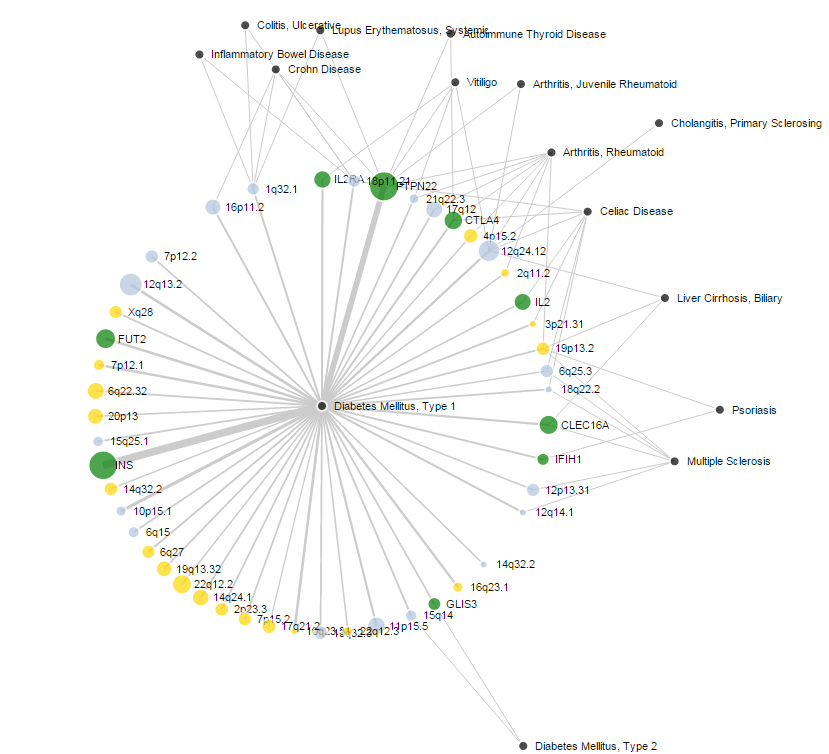 Colitis, Ulcerative
Lupus Erythematosus, Systemic
Autoimmune Thyroid Disease
Inflammatory Bowel Disease
Crohn Disease
Vitiligo
Arthritis, Juvenile Rheumatoid
Cholangitis, Primary Sclerosing
Arthritis, Rheumatoid
IL2RA
18p11.21
PTPN22
1q32.1
21q22.3
16p11.2
17q12
Celiac Disease
CTLA4
4p15.2
12q24.12
7p12.2
2q11.2
12q13.2
Liver Cirrhosis, Biliary
IL2
Xq28
3p21.31
FUT2
19p13.2
7p12.1
6q25.3
6q22.32
18q22.2
Diabetes Mellitus, Type 1
Psoriasis
20p13
CLEC16A
15q25.1
IFIH1
Multiple Sclerosis
INS
14q32.2
12p13.31
10p15.1
12q14.1
6q15
6q27
14q32.2
19q13.32
22q12.2
16q23.1
14q24.1
GLIS3
2p23.3
15q14
7p15.2
17q21.2
22q12.3
11p15.5
Diabetes Mellitus, Type 2